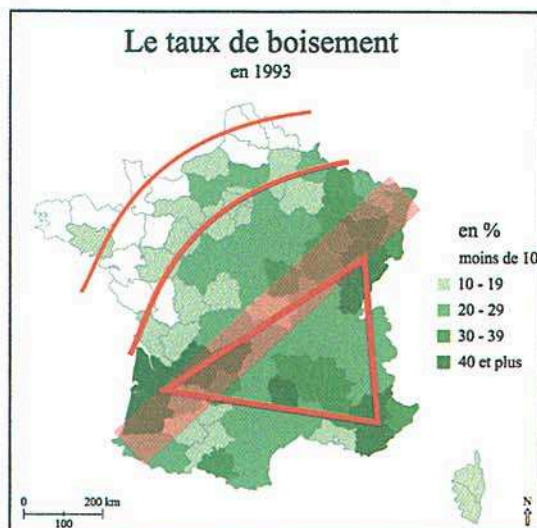 Le taux de boisement
en 1993
en %
moins de 10
10 - 19
20 - 29
30 - 39
40 et plus
0 200 km
100
N